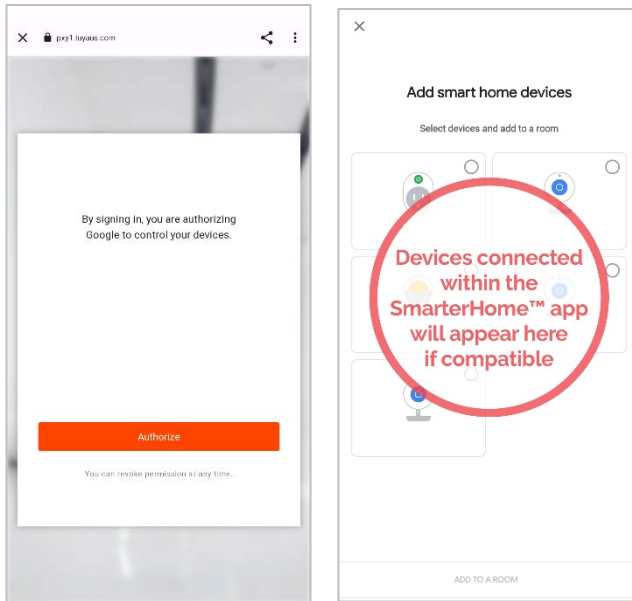 pxy1.tuyaus.com
By signing in, you are authorizing
Google to control your devices.
Authorize
You can revoke permission at any time.
Add smart home devices
Select devices and add to a room
Devices connected
within the
SmarterHome™ app
will appear here
if compatible
ADD TO A ROOM